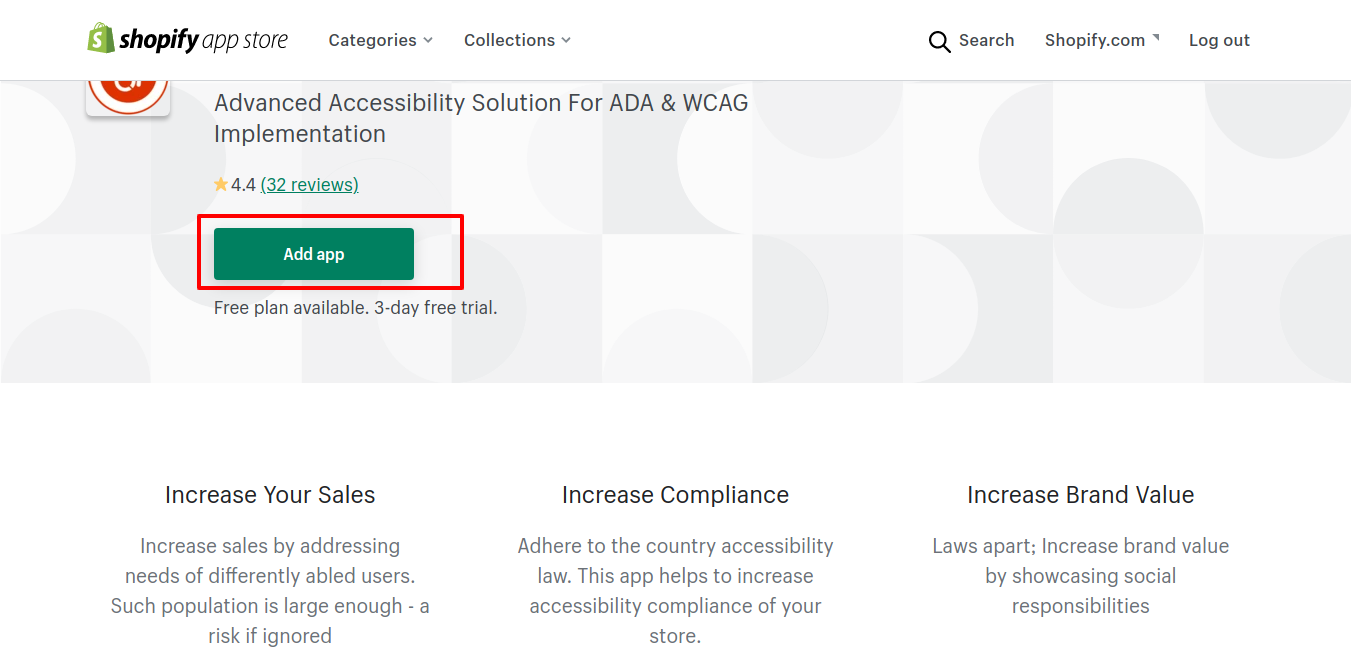 shopify app store
Categories
Collections
Search
Shopify.com
Log out
Advanced Accessibility Solution For ADA & WCAG
Implementation
4.4 (32 reviews)
Add app
Free plan available. 3-day free trial.
Increase Your Sales
Increase sales by addressing
needs of differently abled users.
Such population is large enough - a
risk if ignored
Increase Compliance
Adhere to the country accessibility
law. This app helps to increase
accessibility compliance of your
store.
Increase Brand Value
Laws apart; Increase brand value
by showcasing social
responsibilities